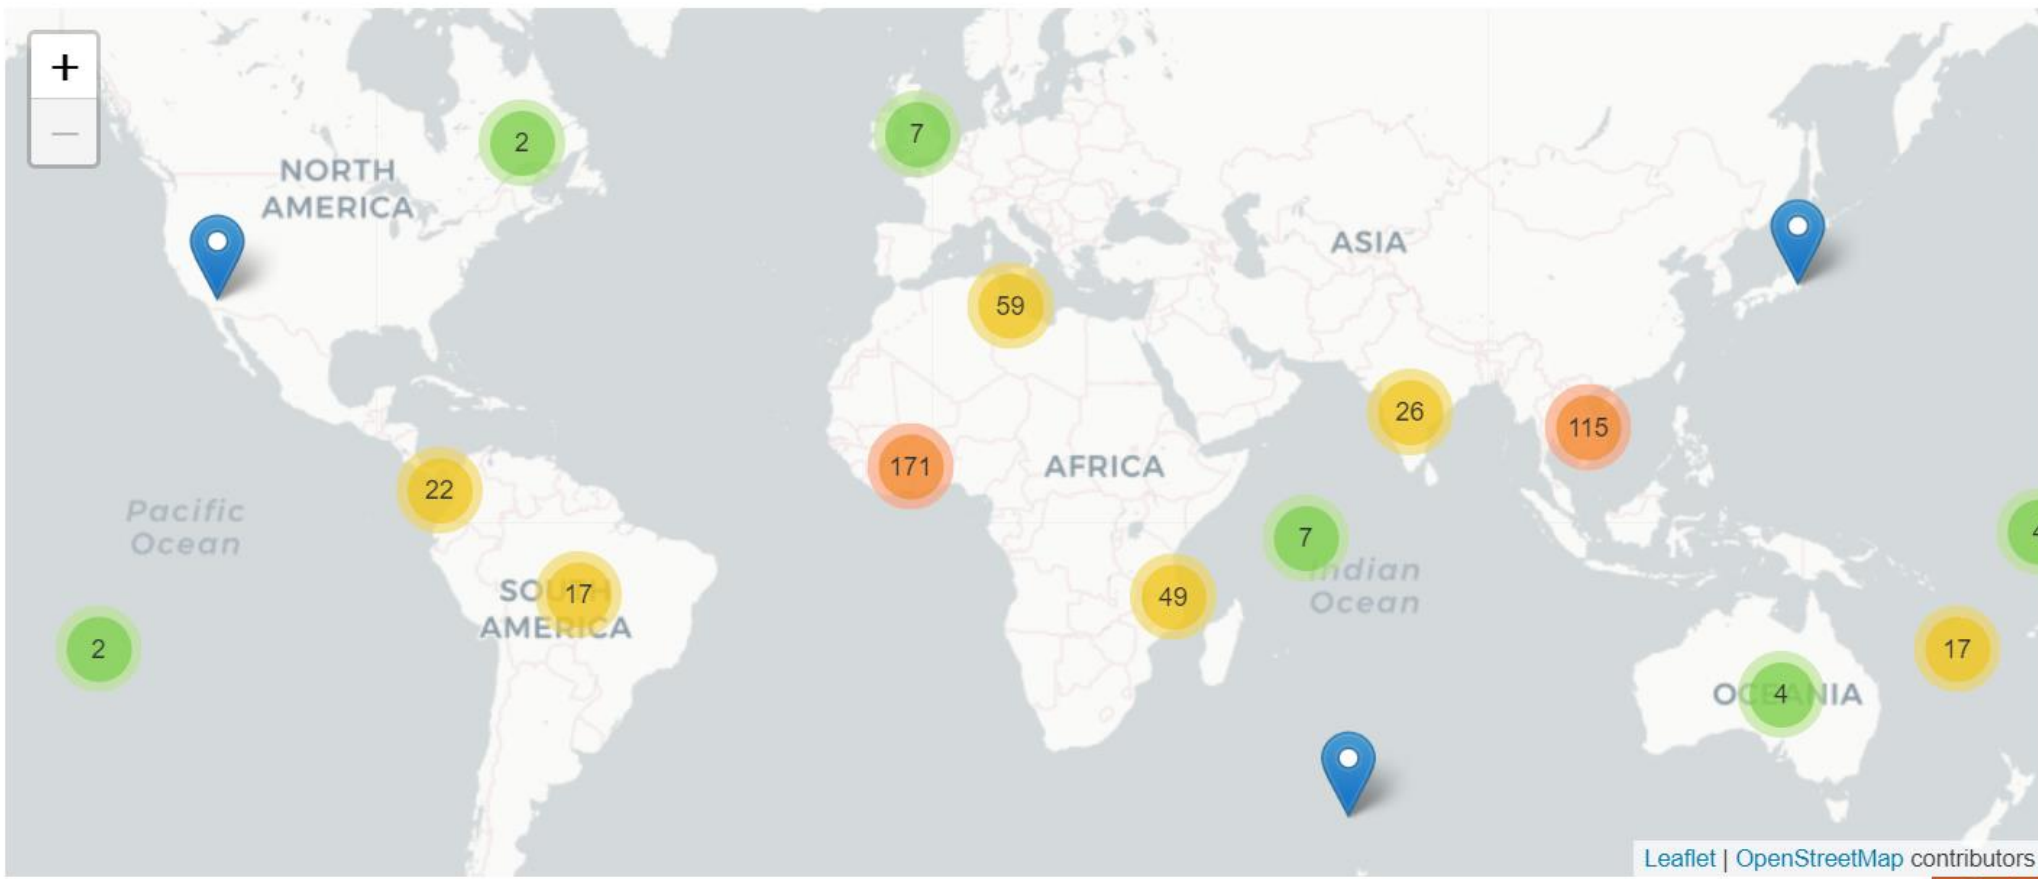 +
−
2
7
NORTH
AMERICA
ASIA
59
26
115
171
AFRICA
22
Pacific
Ocean
7
Indian
Ocean
4
SOUTH
AMERICA
17
49
2
17
OCEANIA
4
Leaflet | OpenStreetMap contributors